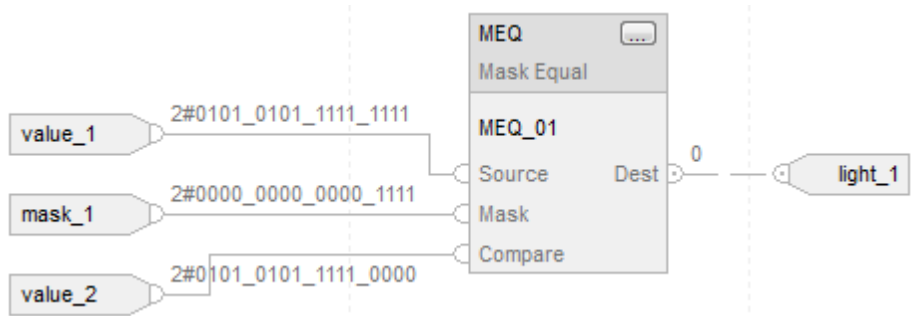 MEQ
...
Mask Equal
2#0101_0101_1111_1111
value_1
MEQ_01
0
Source
Dest
light_1
2#0000_0000_0000_1111
mask_1
Mask
Compare
2#0101_0101_1111_0000
value_2